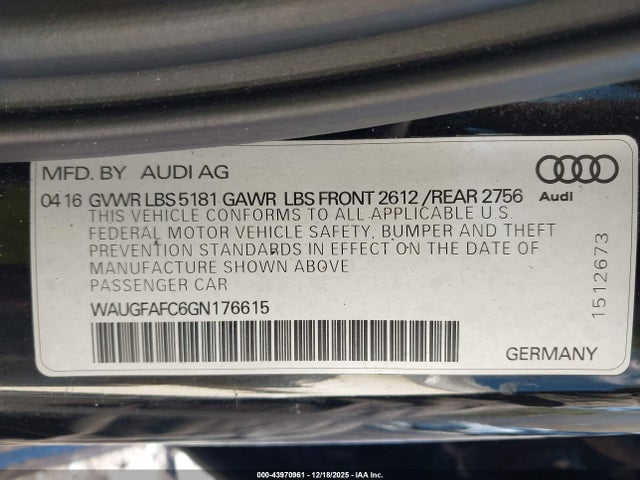 MFD. BY AUDI AG
04 16 GVWR LBS 5181 GAWR LBS FRONT 2612 /REAR 2756
Audi
THIS VEHICLE CONFORMS TO ALL APPLICABLE U.S.
FEDERAL MOTOR VEHICLE SAFETY, BUMPER AND THEFT
PREVENTION STANDARDS IN EFFECT ON THE DATE OF
MANUFACTURE SHOWN ABOVE
PASSENGER CAR
WAUGFAFC6GN176615
1512673
GERMANY
000-43970961 - 12/18/2025 - IAA Inc.